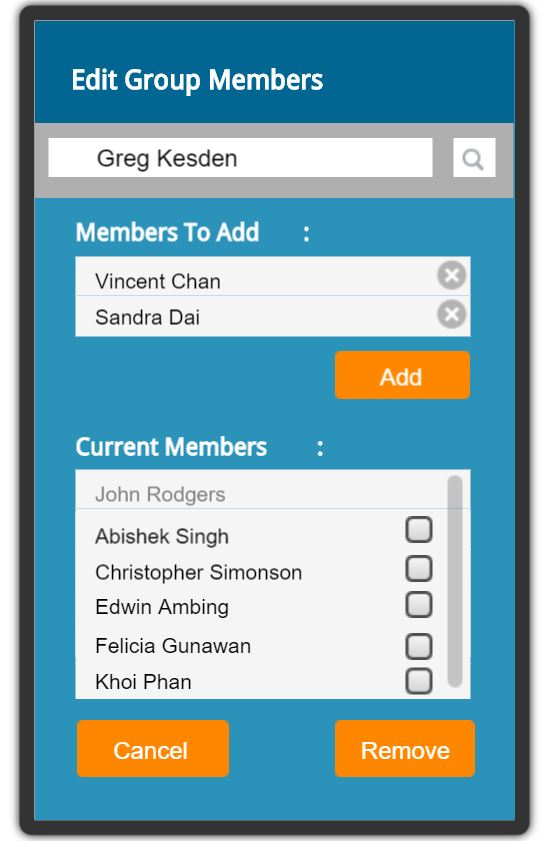 Edit Group Members
Greg Kesden
Members To Add :
Vincent Chan
Sandra Dai
Add
Current Members :
John Rodgers
Abishek Singh
Christopher Simonson
Edwin Ambing
Felicia Gunawan
Khoi Phan
Cancel Remove